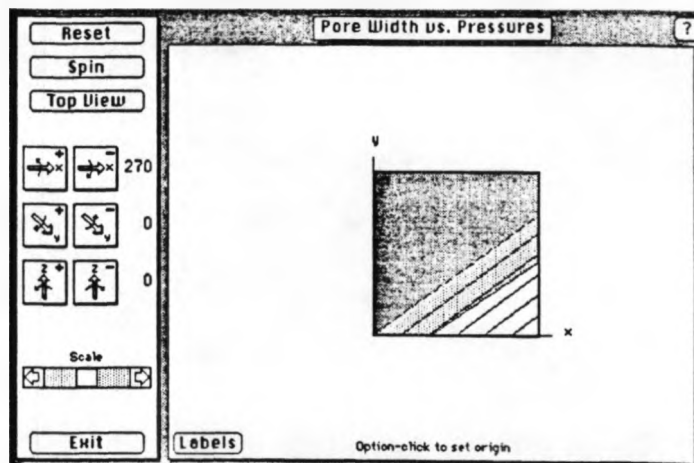 Reset
Spin
Top View
+ x - x 270
+ y - y 0
z + z - 0
Scale
Exit
Pore Width vs. Pressures
?
y
x
Labels
Option-click to set origin